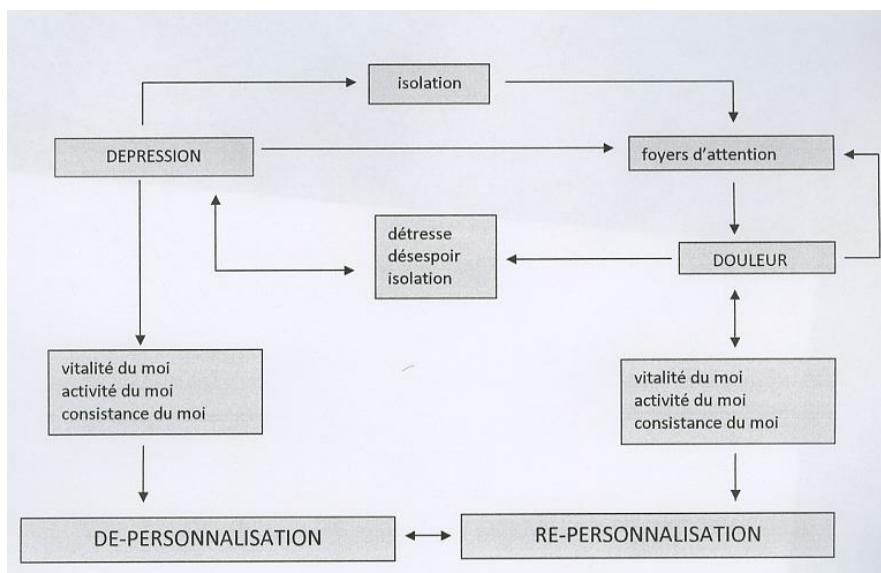 isolation
DEPRESSION
foyers d'attention
détresse
désespoir
isolation
DOULEUR
vitalité du moi
activité du moi
consistance du moi
vitalité du moi
activité du moi
consistance du moi
DE-PERSONNALISATION
RE-PERSONNALISATION